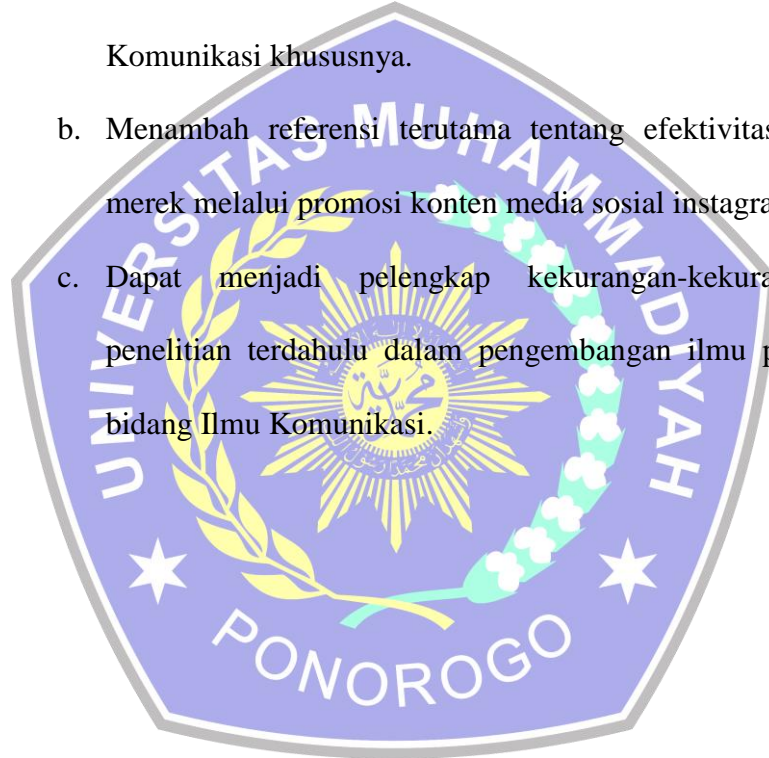 Komunikasi khususnya.
b. Menambah referensi terutama tentang efektivitas
merek melalui promosi konten media sosial instagra
c. Dapat menjadi pelengkap kekurangan-kekura
penelitian terdahulu dalam pengembangan ilmu p
bidang Ilmu Komunikasi.
UNIVERSITAS MUHAMMADIYAH
محمدية
PONOROGO